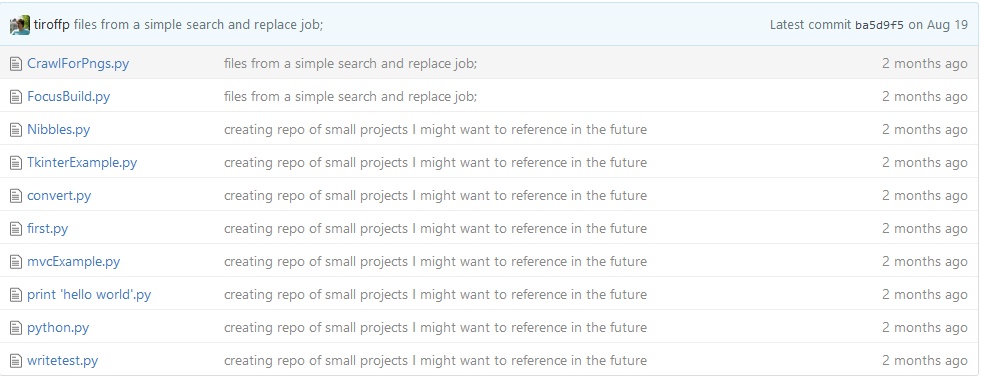 tiroffp files from a simple search and replace job; Latest commit ba5d9f5 on Aug 19
CrawlForPngs.py files from a simple search and replace job; 2 months ago
FocusBuild.py files from a simple search and replace job; 2 months ago
Nibbles.py creating repo of small projects I might want to reference in the future 2 months ago
TkinterExample.py creating repo of small projects I might want to reference in the future 2 months ago
convert.py creating repo of small projects I might want to reference in the future 2 months ago
first.py creating repo of small projects I might want to reference in the future 2 months ago
mvcExample.py creating repo of small projects I might want to reference in the future 2 months ago
print 'hello world'.py creating repo of small projects I might want to reference in the future 2 months ago
python.py creating repo of small projects I might want to reference in the future 2 months ago
writetest.py creating repo of small projects I might want to reference in the future 2 months ago